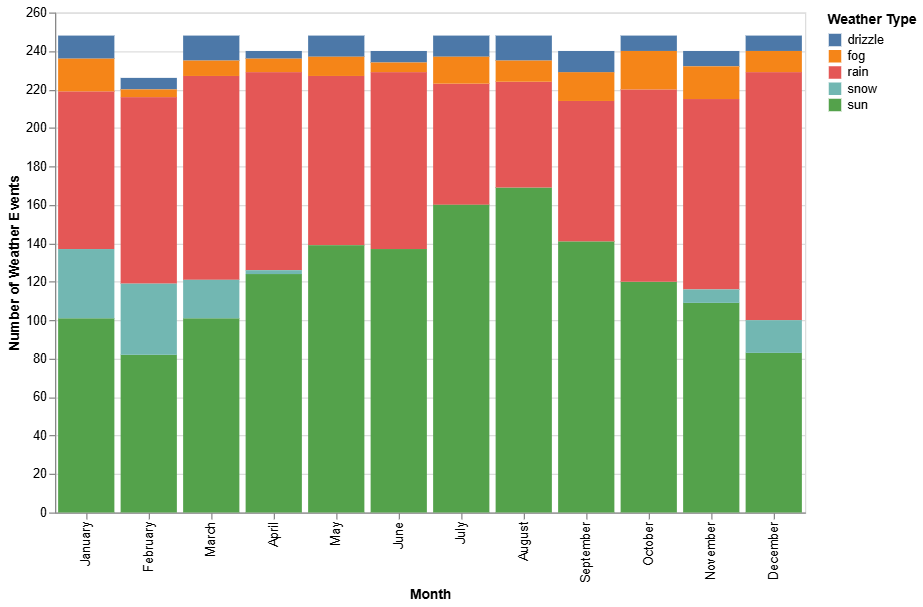 260
240
220
200
180
160
140
120
100
80
60
40
20
0
Number of Weather Events
January
February
March
April
May
June
July
August
September
October
November
December
Month
Weather Type
drizzle
fog
rain
snow
sun